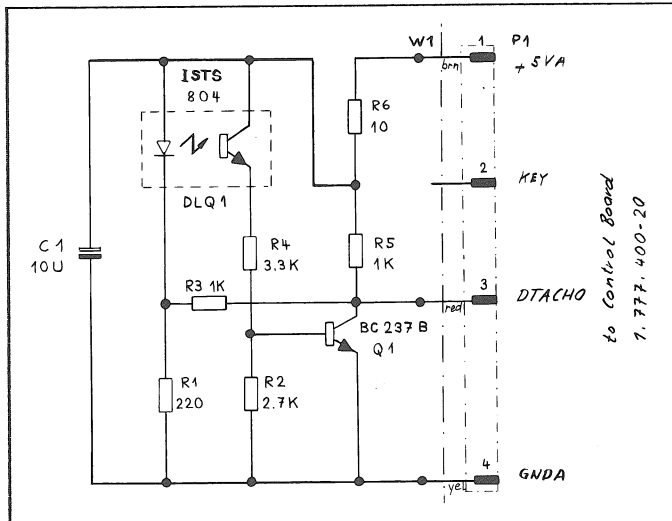 W1
1
P1
brn
+ 5VA
ISTS
804
R6
10
2
KEY
DLQ1
C1
10U
R4
3.3K
R5
1K
R3 1K
3
DTACHO
red
BC 237 B
Q1
R1
220
R2
2.7K
4
GNDA
yel
to Control Board
1.777.400-20